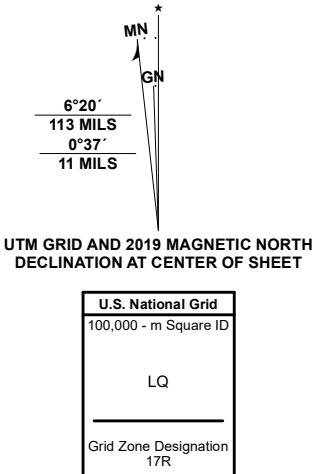 MN
GN
6°20´
113 MILS
0°37´
11 MILS
UTM GRID AND 2019 MAGNETIC NORTH
DECLINATION AT CENTER OF SHEET
U.S. National Grid
100,000 - m Square ID
LQ
Grid Zone Designation
17R